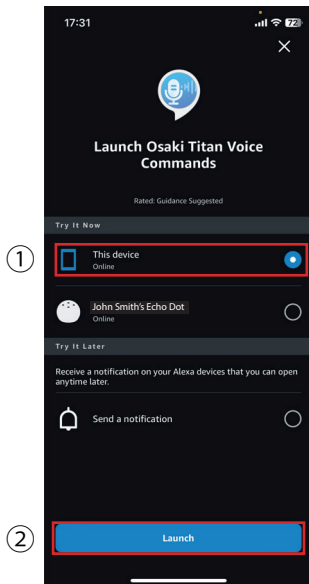 17:31
72
Launch Osaki Titan Voice
Commands
Rated: Guidance Suggested
Try It Now
1
This device
Online
John Smith's Echo Dot
Online
Try It Later
Receive a notification on your Alexa devices that you can open
anytime later.
Send a notification
2
Launch